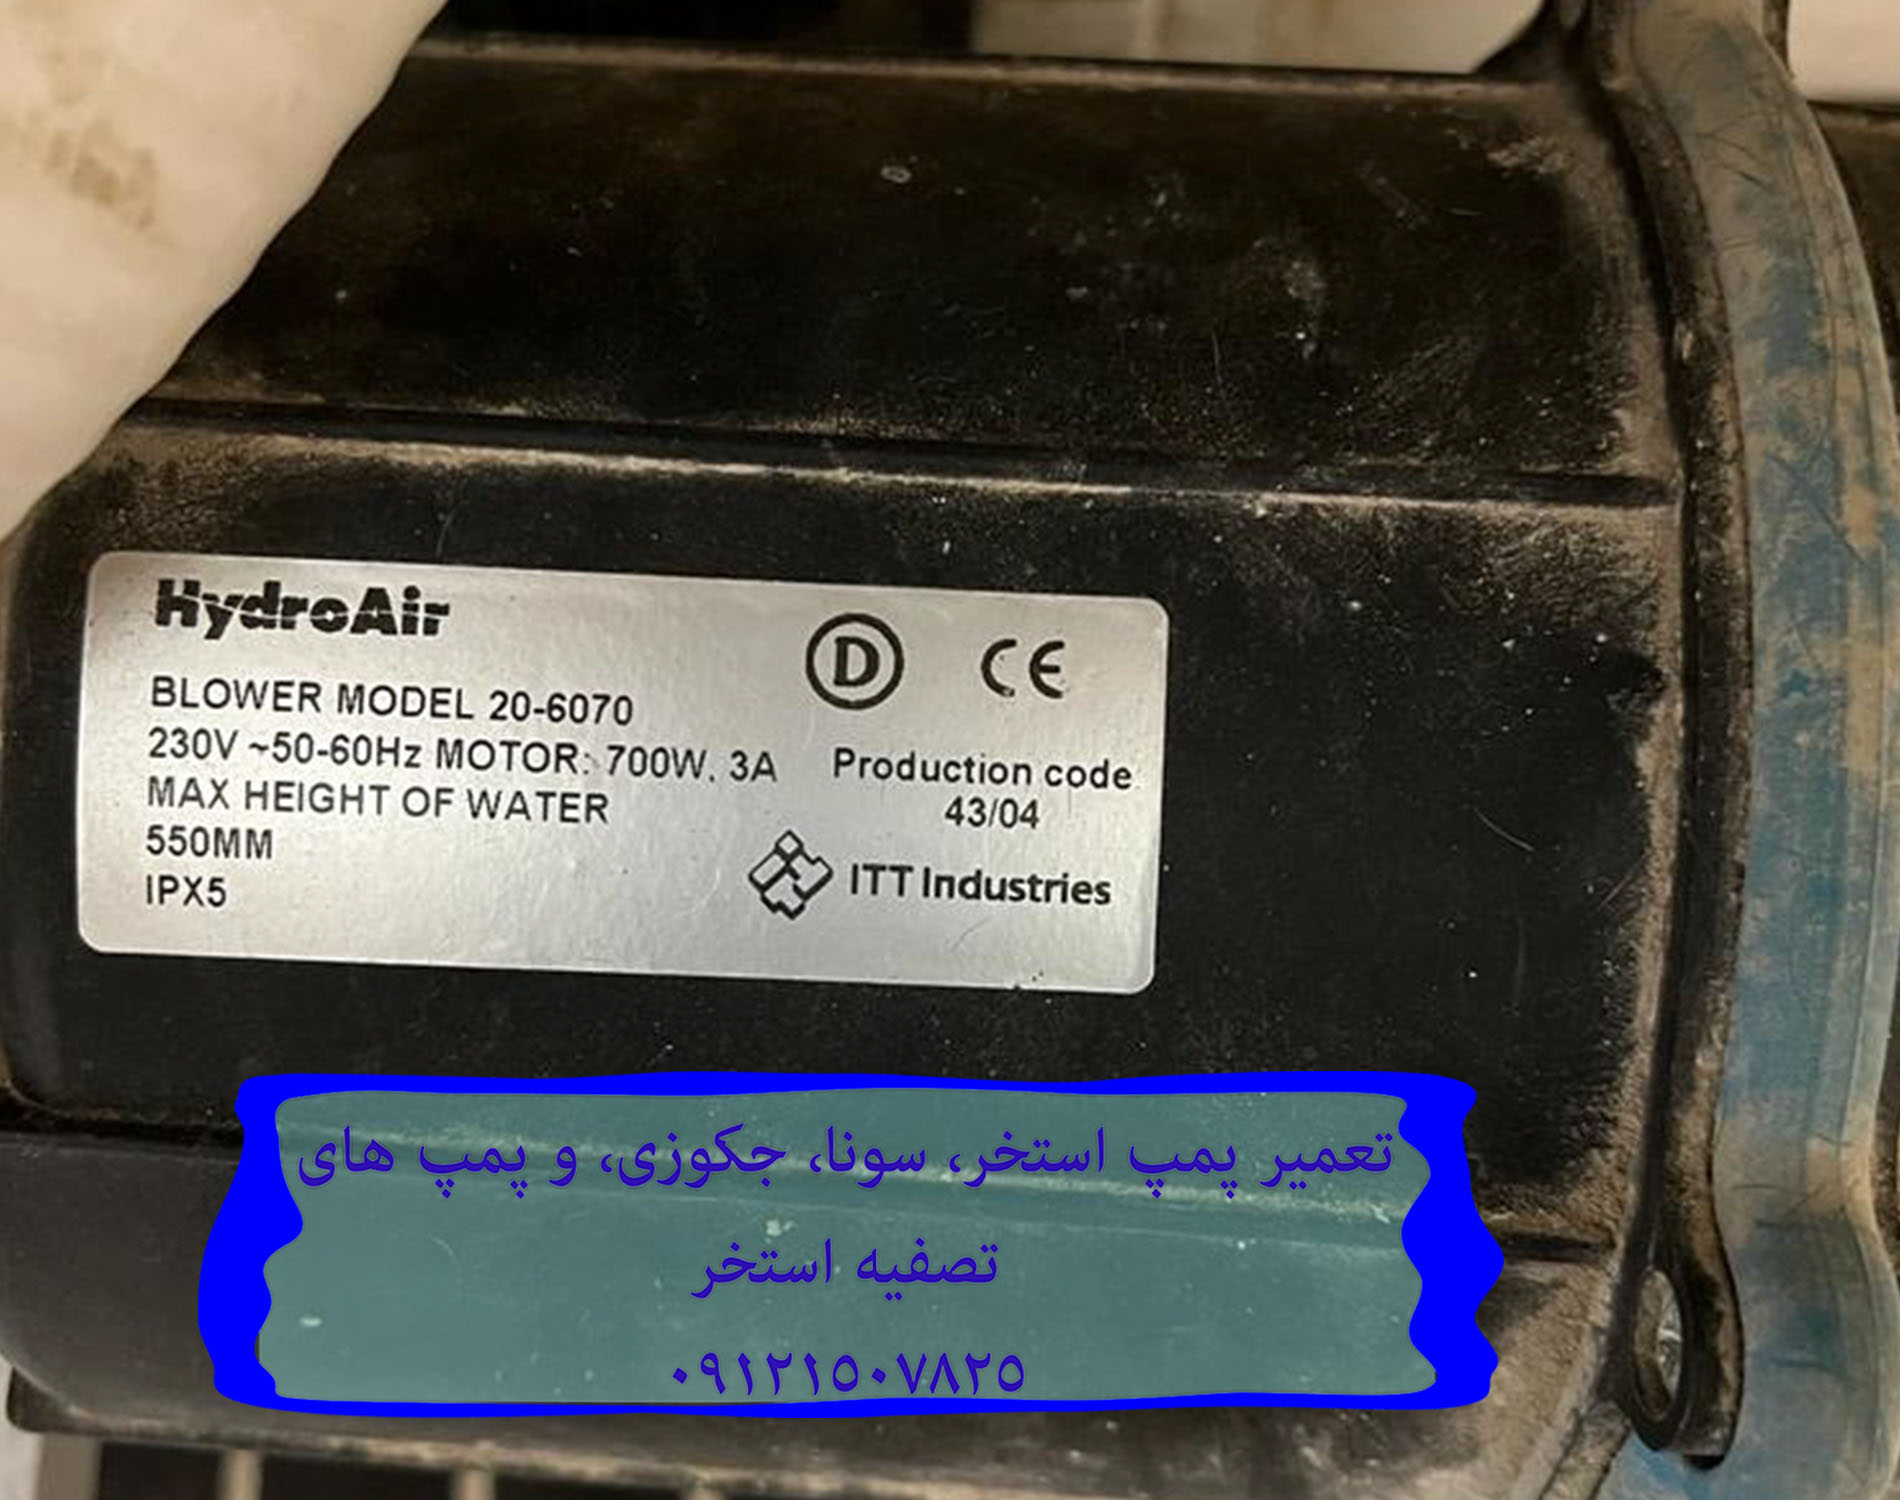 HydroAir
D CE
BLOWER MODEL 20-6070
230V ~50-60Hz MOTOR: 700W, 3A
MAX HEIGHT OF WATER
550MM
IPX5
Production code
43/04
ITT Industries
تعمیر پمپ استخر، سونا، جکوزی، و پمپ های
تصفیه استخر
۰۹۱۲۱۵۰۷۸۲۵